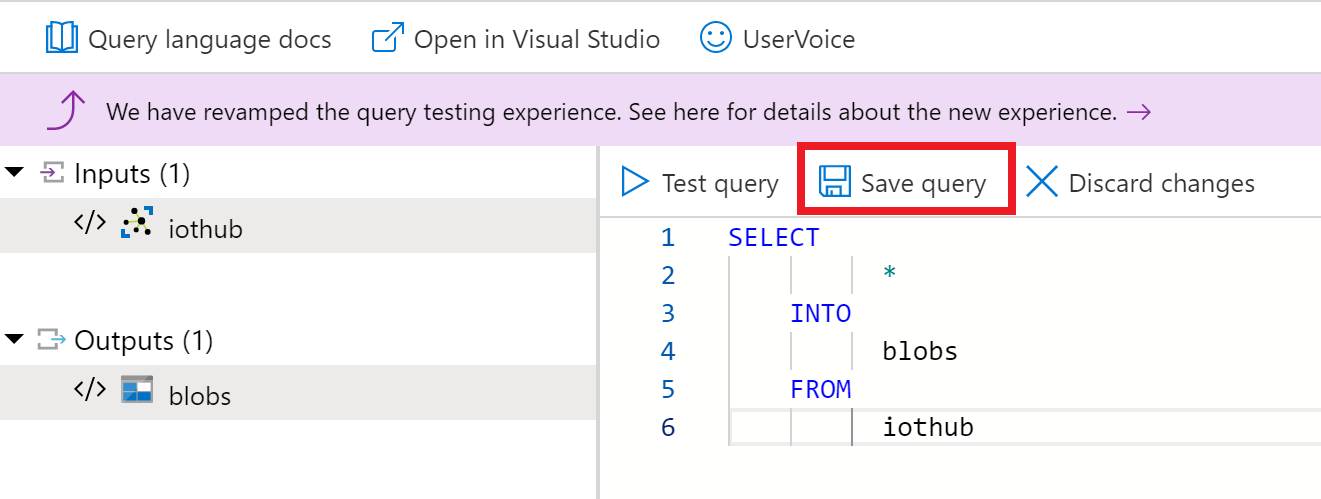 Query language docs Open in Visual Studio UserVoice
We have revamped the query testing experience. See here for details about the new experience. →
Inputs (1)
</> iothub
Outputs (1)
</> blobs
Test query Save query Discard changes
1 SELECT
2 *
3 INTO
4 blobs
5 FROM
6 iothub